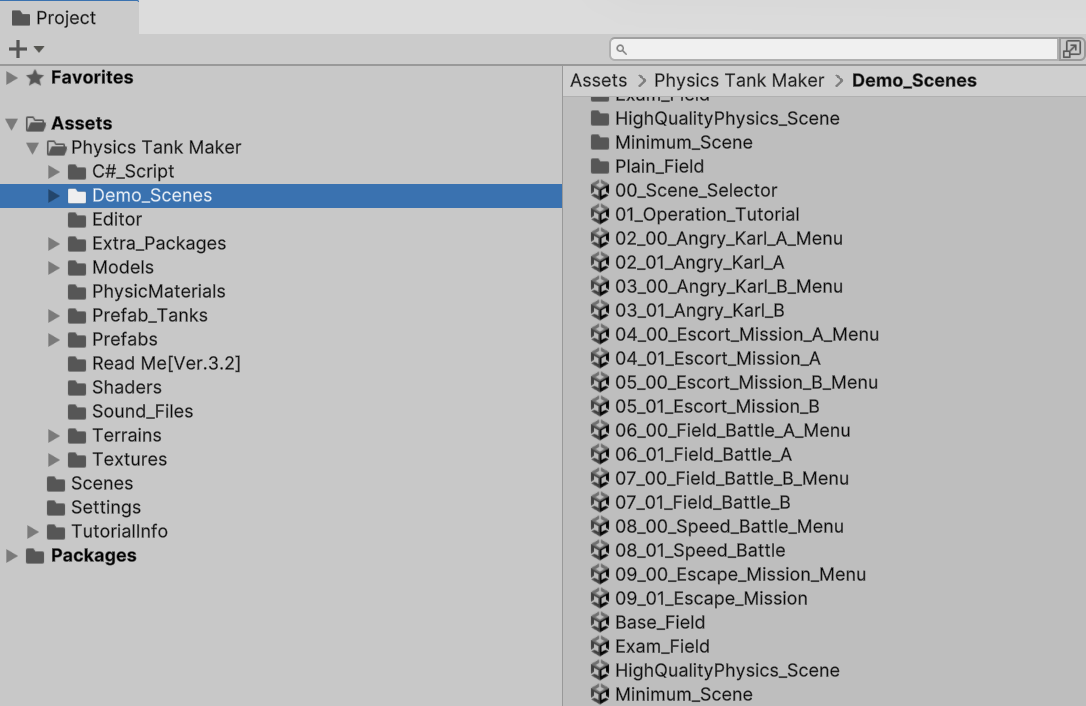 Project
Favorites
Assets
Physics Tank Maker
C#_Script
Demo_Scenes
Editor
Extra_Packages
Models
PhysicMaterials
Prefab_Tanks
Prefabs
Read Me[Ver.3.2]
Shaders
Sound_Files
Terrains
Textures
Scenes
Settings
TutorialInfo
Packages
Assets > Physics Tank Maker > Demo_Scenes
Exam_Field
HighQualityPhysics_Scene
Minimum_Scene
Plain_Field
00_Scene_Selector
01_Operation_Tutorial
02_00_Angry_Karl_A_Menu
02_01_Angry_Karl_A
03_00_Angry_Karl_B_Menu
03_01_Angry_Karl_B
04_00_Escort_Mission_A_Menu
04_01_Escort_Mission_A
05_00_Escort_Mission_B_Menu
05_01_Escort_Mission_B
06_00_Field_Battle_A_Menu
06_01_Field_Battle_A
07_00_Field_Battle_B_Menu
07_01_Field_Battle_B
08_00_Speed_Battle_Menu
08_01_Speed_Battle
09_00_Escape_Mission_Menu
09_01_Escape_Mission
Base_Field
Exam_Field
HighQualityPhysics_Scene
Minimum_Scene